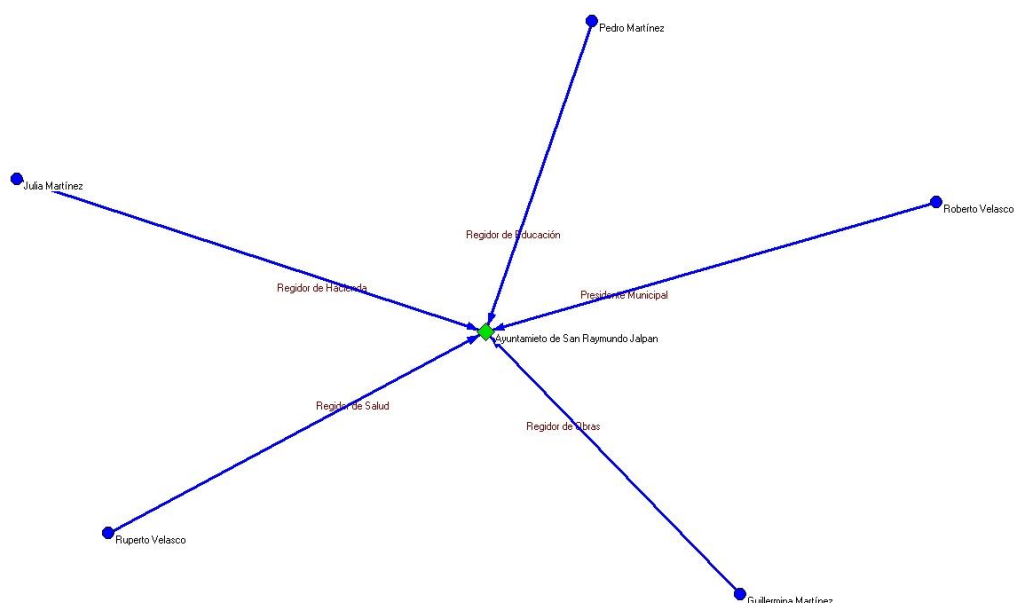 Pedro Martínez
Julia Martínez
Roberto Velasco
Regidor de Educación
Regidor de Hacienda
Presidente Municipal
Ayuntamieto de San Raymundo Jalpan
Regidor de Salud
Regidor de Obras
Ruperto Velasco
Guillermina Martínez